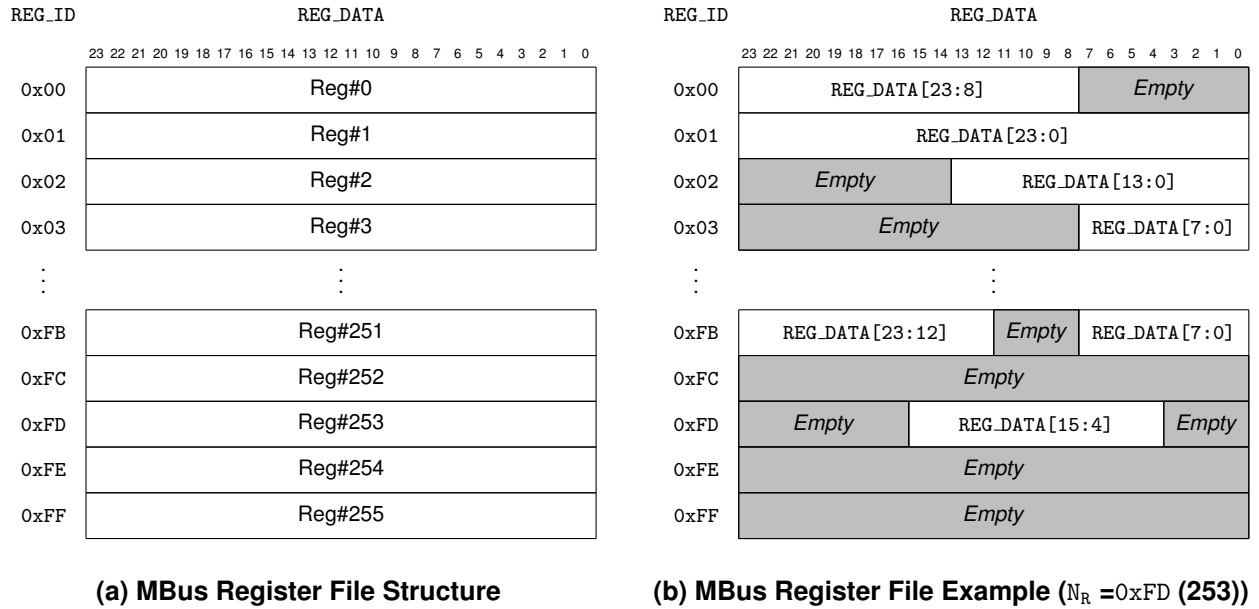 REG_ID REG_DATA REG_ID REG_DATA
23 22 21 20 19 18 17 16 15 14 13 12 11 10 9 8 7 6 5 4 3 2 1 0 23 22 21 20 19 18 17 16 15 14 13 12 11 10 9 8 7 6 5 4 3 2 1 0
0x00 Reg#0 0x00 REG_DATA[23:8] Empty
0x01 Reg#1 0x01 REG_DATA[23:0]
0x02 Reg#2 0x02 Empty REG_DATA[13:0]
0x03 Reg#3 0x03 Empty REG_DATA[7:0]
0xFB Reg#251 0xFB REG_DATA[23:12] Empty REG_DATA[7:0]
0xFC Reg#252 0xFC Empty
0xFD Reg#253 0xFD Empty REG_DATA[15:4] Empty
0xFE Reg#254 0xFE Empty
0xFF Reg#255 0xFF Empty
(a) MBus Register File Structure (b) MBus Register File Example (N_R =0xFD (253))